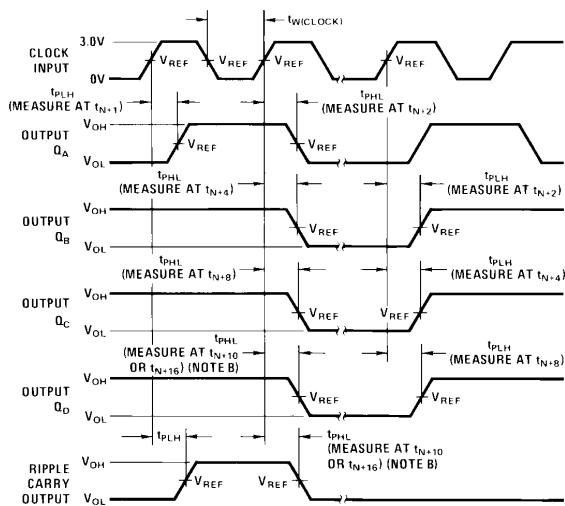 tW(CLOCK)
3.0V
CLOCK
INPUT
VREF
VREF
VREF
VREF
0V
tPLH
(MEASURE AT tN+1)
tPHL
(MEASURE AT tN+2)
OUTPUT
QA
VOH
VREF
VREF
VOL
tPHL
(MEASURE AT tN+4)
tPLH
(MEASURE AT tN+2)
OUTPUT
QB
VOH
VREF
VREF
VOL
tPHL
(MEASURE AT tN+8)
tPLH
(MEASURE AT tN+4)
OUTPUT
QC
VOH
VREF
VREF
VOL
tPHL
(MEASURE AT tN+10
OR tN+16) (NOTE B)
tPLH
(MEASURE AT tN+8)
OUTPUT
QD
VOH
VREF
VREF
VOL
tPLH
tPHL
(MEASURE AT tN+10
OR tN+16) (NOTE B)
RIPPLE
CARRY
OUTPUT
VOH
VREF
VREF
VOL